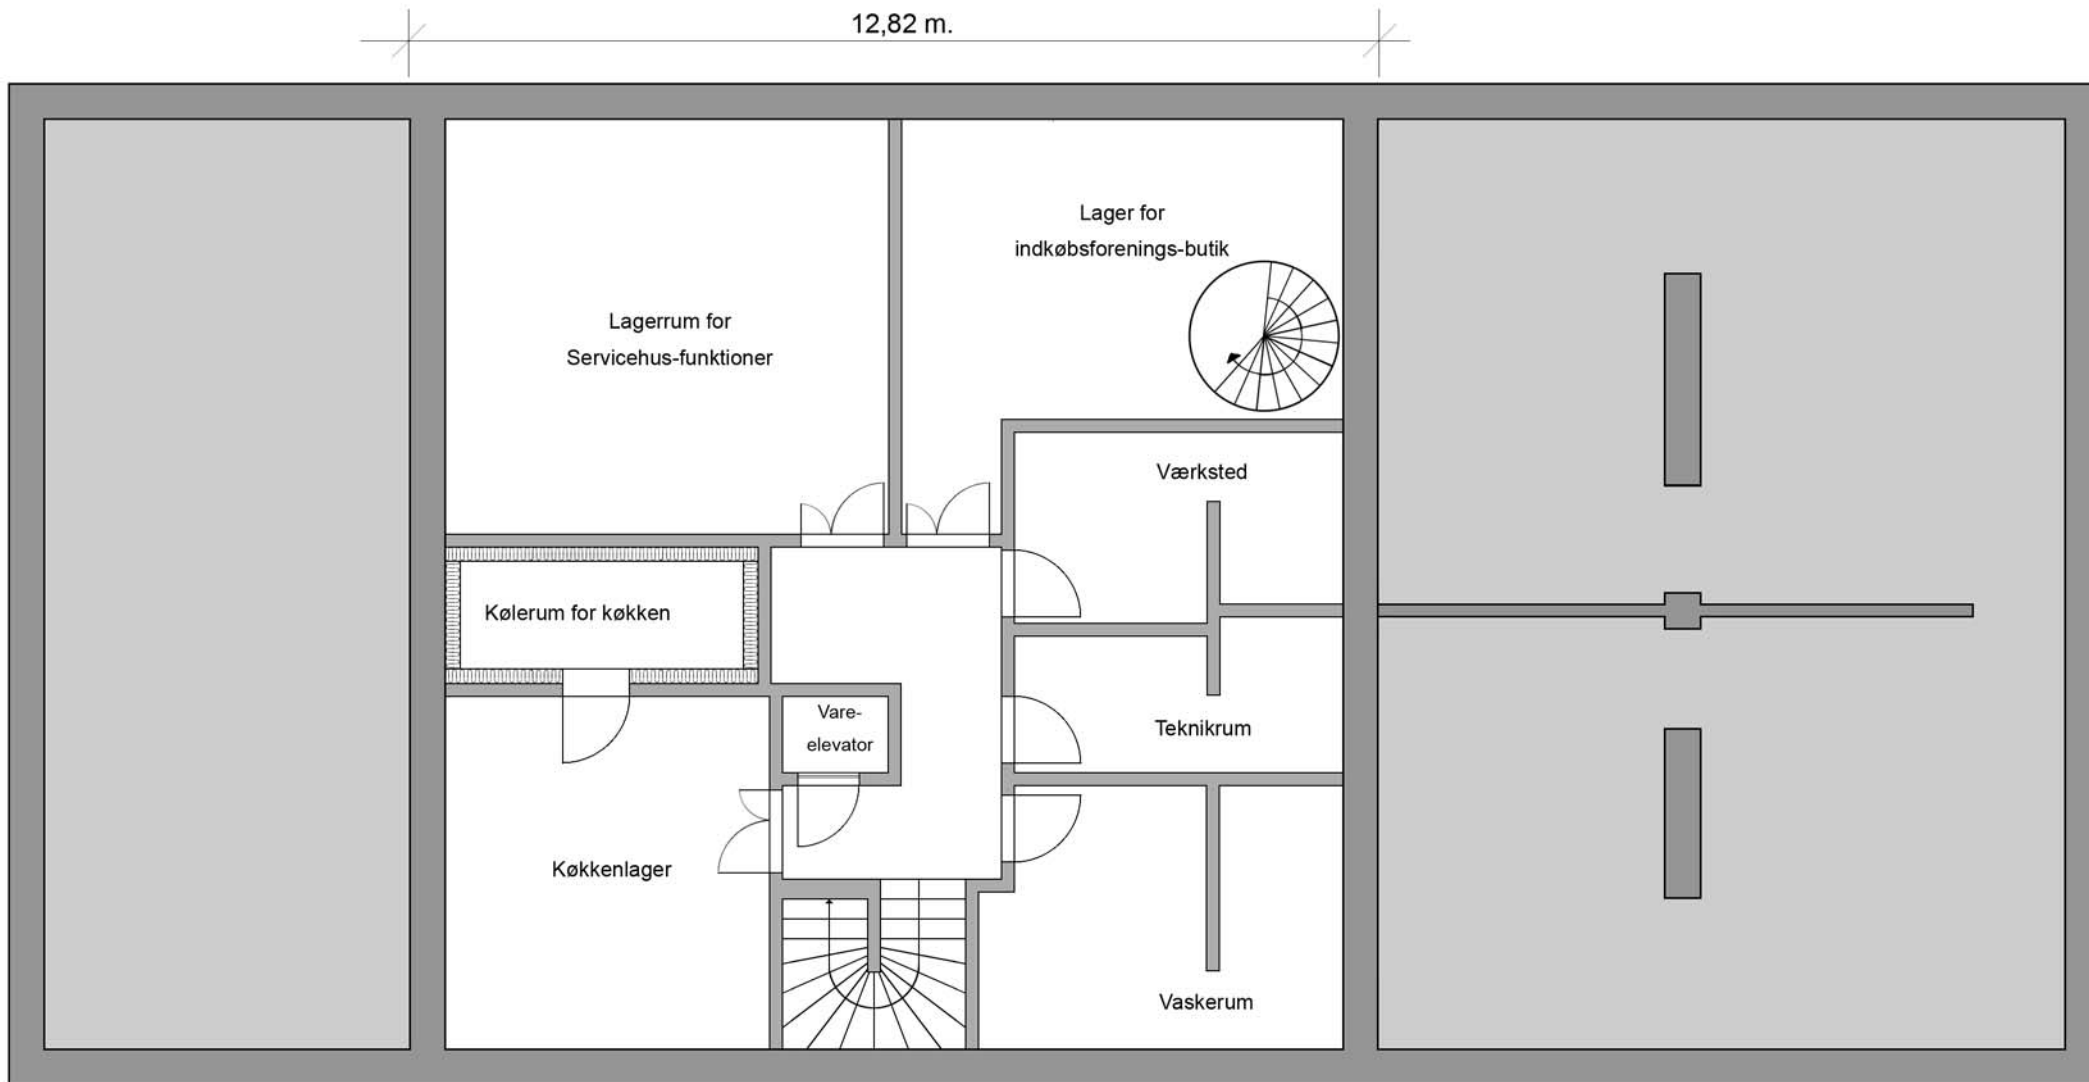 12,82 m.
Lager for
indkøbsforenings-butik
Lagerrum for
Servicehus-funktioner
Værksted
Kølerum for køkken
Vare-
elevator
Teknikrum
Køkkenlager
Vaskerum